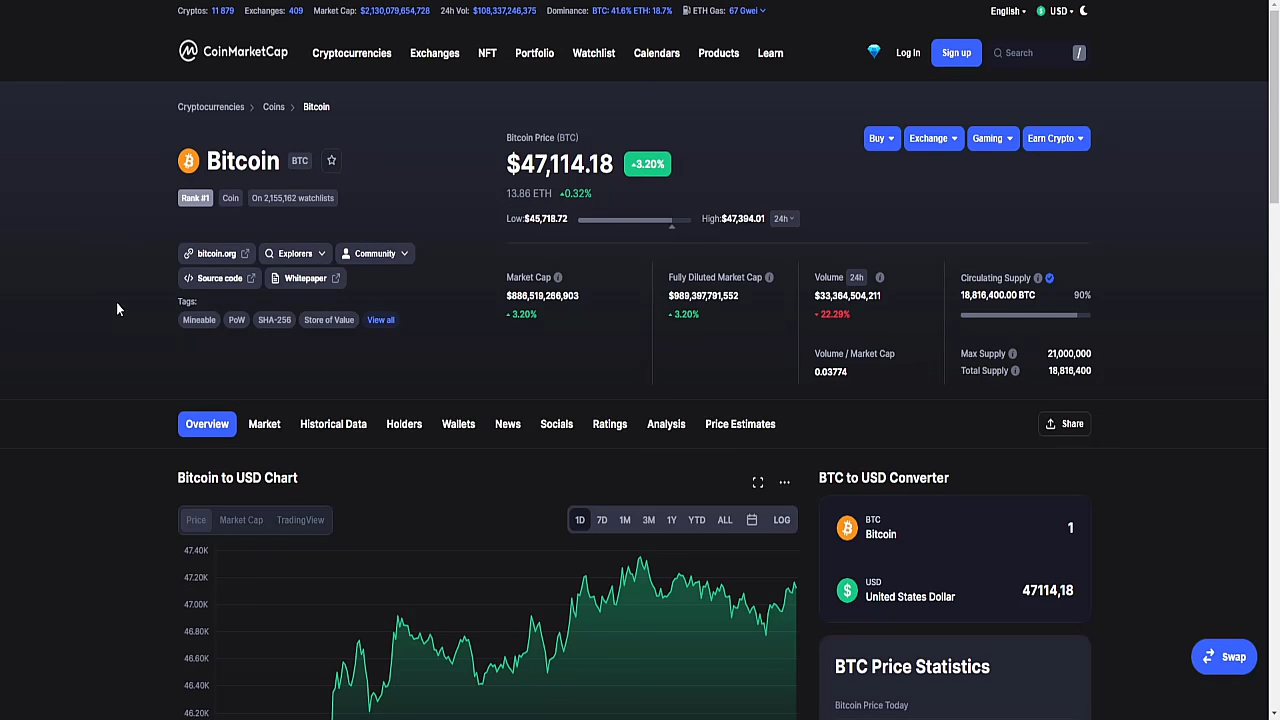 Cryptos: 11 879 Exchanges: 409 Market Cap: $2,130,079,654,728 24h Vol: $108,337,246,375 Dominance: BTC: 41.6% ETH: 18.7% ETH Gas: 67 Gwei English USD
CoinMarketCap Cryptocurrencies Exchanges NFT Portfolio Watchlist Calendars Products Learn Log In Sign up Search /
Cryptocurrencies Coins Bitcoin
Bitcoin BTC
Rank #1 Coin On 2,155,162 watchlists
bitcoin.org Explorers Community
Source code Whitepaper
Tags:
Mineable PoW SHA-256 Store of Value View all
Bitcoin Price (BTC)
$47,114.18 3.20%
13.86 ETH 0.32%
Low:$45,718.72 High:$47,394.01 24h
Buy Exchange Gaming Earn Crypto
Market Cap
$886,519,266,903
3.20%
Fully Diluted Market Cap
$989,397,791,552
3.20%
Volume 24h
$33,364,504,211
22.29%
Volume / Market Cap
0.03774
Circulating Supply
18,816,400.00 BTC 90%
Max Supply 21,000,000
Total Supply 18,816,400
Overview Market Historical Data Holders Wallets News Socials Ratings Analysis Price Estimates Share
Bitcoin to USD Chart
Price Market Cap TradingView
1D 7D 1M 3M 1Y YTD ALL LOG
47.40K
47.20K
47.00K
46.80K
46.60K
46.40K
46.20K
BTC to USD Converter
BTC
Bitcoin 1
USD
United States Dollar 47114,18
BTC Price Statistics
Bitcoin Price Today
Swap